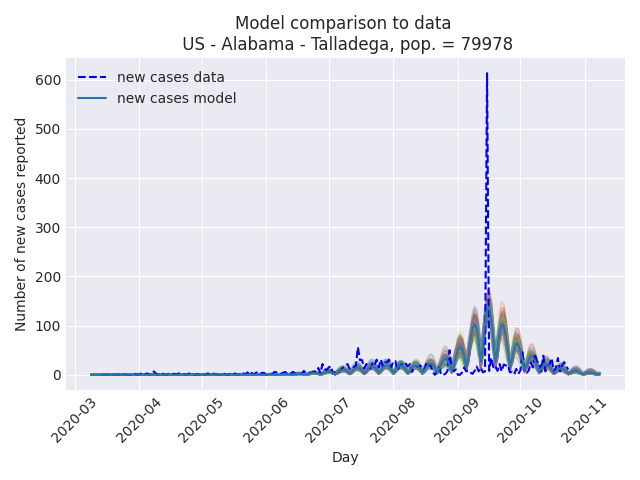 Model comparison to data
US - Alabama - Talladega, pop. = 79978
new cases data
new cases model
Number of new cases reported
600
500
400
300
200
100
0
2020-03
2020-04
2020-05
2020-06
2020-07
2020-08
2020-09
2020-10
2020-11
Day